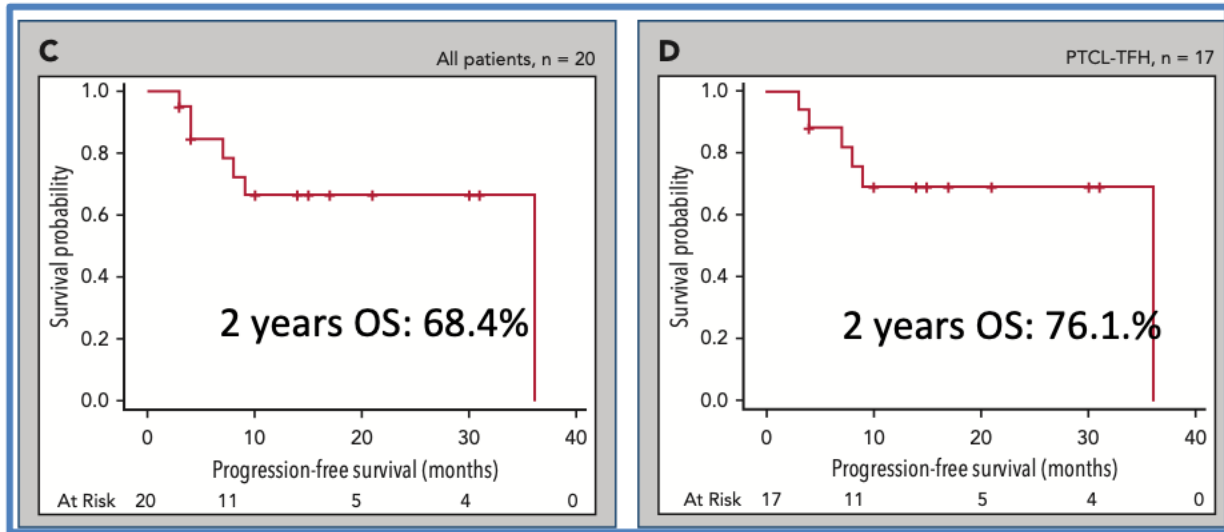 C
All patients, n = 20
1.0
0.8
0.6
0.4
0.2
0.0
Survival probability
2 years OS: 68.4%
0 10 20 30 40
Progression-free survival (months)
At Risk 20 11 5 4 0
D
PTCL-TFH, n = 17
1.0
0.8
0.6
0.4
0.2
0.0
Survival probability
2 years OS: 76.1.%
0 10 20 30 40
Progression-free survival (months)
At Risk 17 11 5 4 0